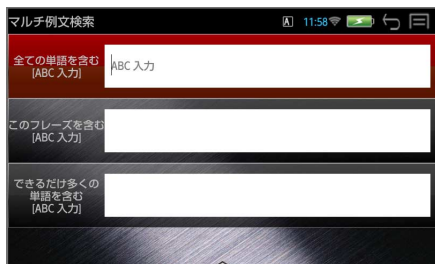 マルチ例文検索
A 11:58
全ての単語を含む
[ABC 入力]
ABC 入力
このフレーズを含む
[ABC 入力]
できるだけ多くの
単語を含む
[ABC 入力]